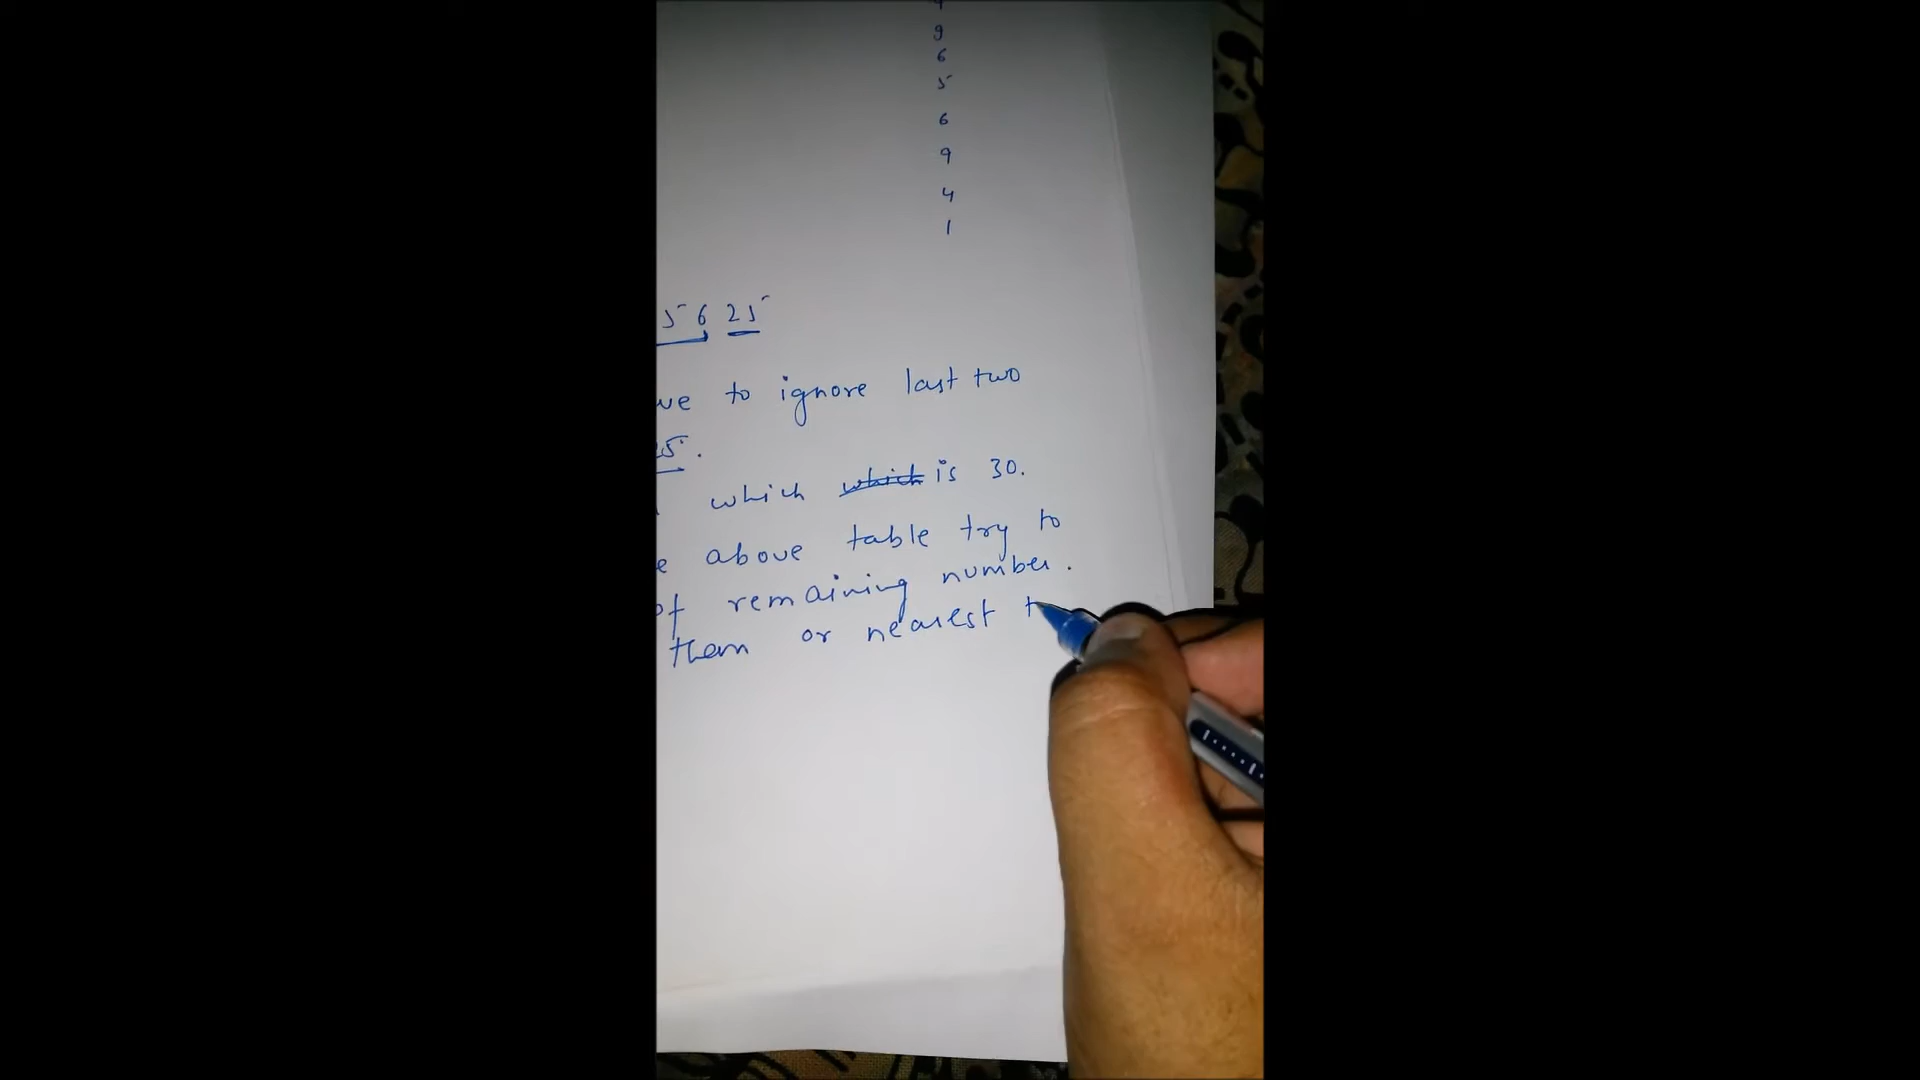 9
6
5
6
9
4
1
5 6 25
to ignore last two
25.
which which is 30.
above table try to
of remaining number.
them or nearest t